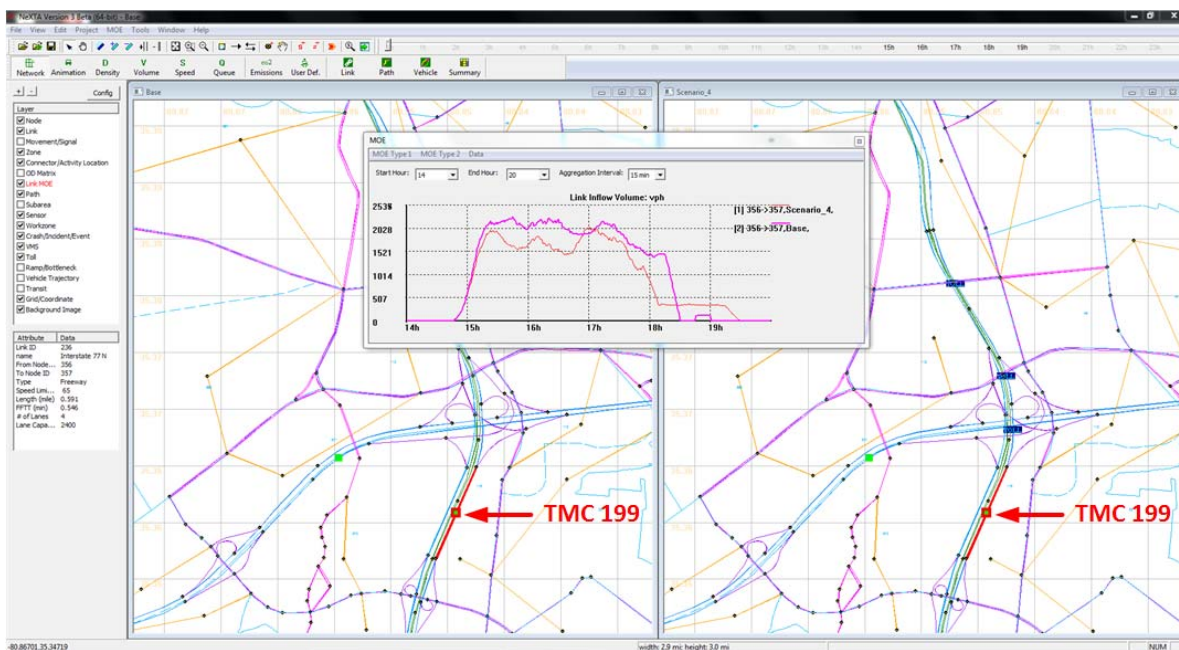 NeXTA Version 3 Beta (64-bit) - Base
File View Edit Project MOE Tools Window Help
15h 16h 17h 18h 19h
Network Animation Density Volume Speed Queue Emissions User Def. Link Path Vehicle Summary
+ - Config
Layer
Node
Link
Movement/Signal
Zone
Connector/Activity Location
OD Matrix
Link MOE
Path
Subarea
Sensor
Workzone
Crash/Incident/Event
VMS
Toll
Ramp/Bottleneck
Vehicle Trajectory
Transit
Grid/Coordinate
Background Image
Attribute Data
Link ID 236
name Interstate 77 N
From Node... 356
To Node ID 357
Type Freeway
Speed Limi... 65
Length (mile) 0.591
FFTT (min) 0.546
# of Lanes 4
Lane Capa... 2400
Base
Scenario_4
MOE
MOE Type 1 MOE Type 2 Data
Start Hour: 14 End Hour: 20 Aggregation Interval: 15 min
Link Inflow Volume: vph
[1] 356->357,Scenario_4,
[2] 356->357,Base,
2535
2028
1521
1014
507
0
14h 15h 16h 17h 18h 19h
TMC 199
TMC 199
-80.86701,35.34719
width: 2.9 mi; height: 3.0 mi
NUM